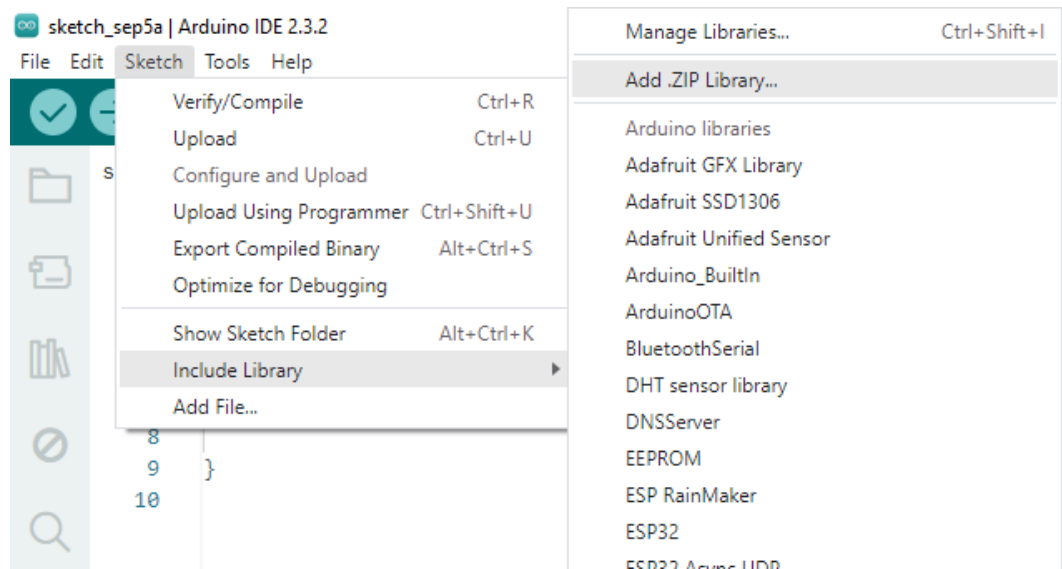 sketch_sep5a | Arduino IDE 2.3.2
File Edit Sketch Tools Help
Verify/Compile Ctrl+R
Upload Ctrl+U
Configure and Upload
Upload Using Programmer Ctrl+Shift+U
Export Compiled Binary Alt+Ctrl+S
Optimize for Debugging
Show Sketch Folder Alt+Ctrl+K
Include Library
Add File...
s
8
9 }
10
Manage Libraries... Ctrl+Shift+I
Add .ZIP Library...
Arduino libraries
Adafruit GFX Library
Adafruit SSD1306
Adafruit Unified Sensor
Arduino_BuiltIn
ArduinoOTA
BluetoothSerial
DHT sensor library
DNSServer
EEPROM
ESP RainMaker
ESP32
ESP32 Async UDP